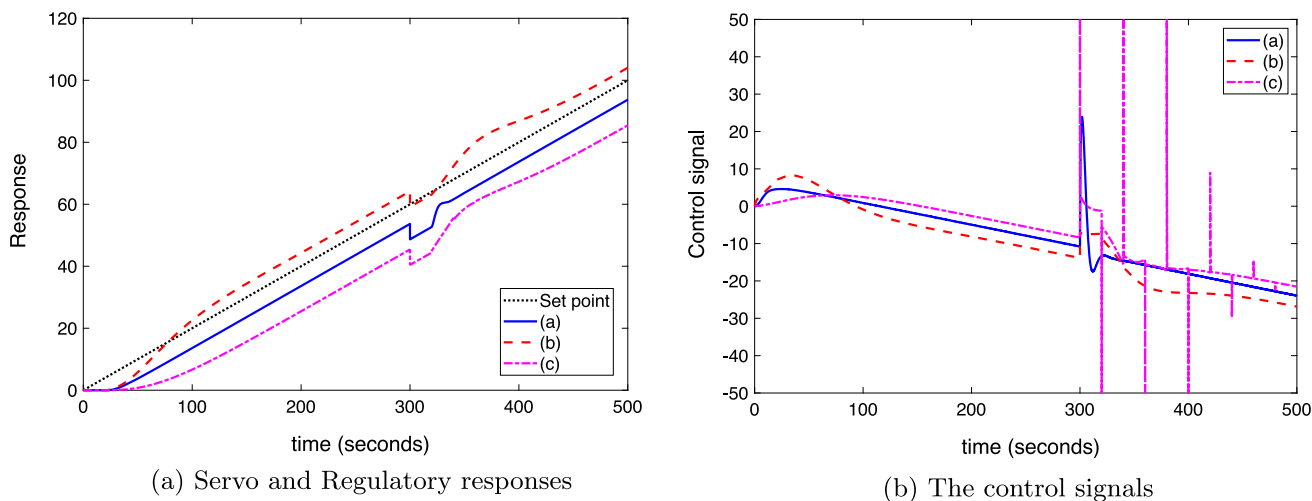 120
100
80
60
40
20
0
Response
0 100 200 300 400 500
time (seconds)
Set point
(a)
(b)
(c)
(a) Servo and Regulatory responses
50
40
30
20
10
0
-10
-20
-30
-40
-50
Control signal
0 100 200 300 400 500
time (seconds)
(a)
(b)
(c)
(b) The control signals